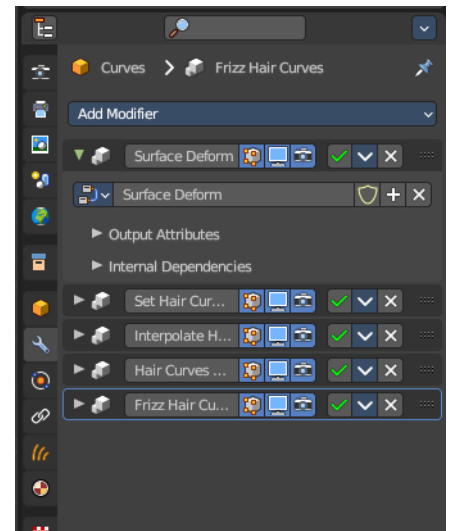 Curves Frizz Hair Curves
Add Modifier
Surface Deform
Surface Deform
Output Attributes
Internal Dependencies
Set Hair Cur...
Interpolate H...
Hair Curves ...
Frizz Hair Cu...